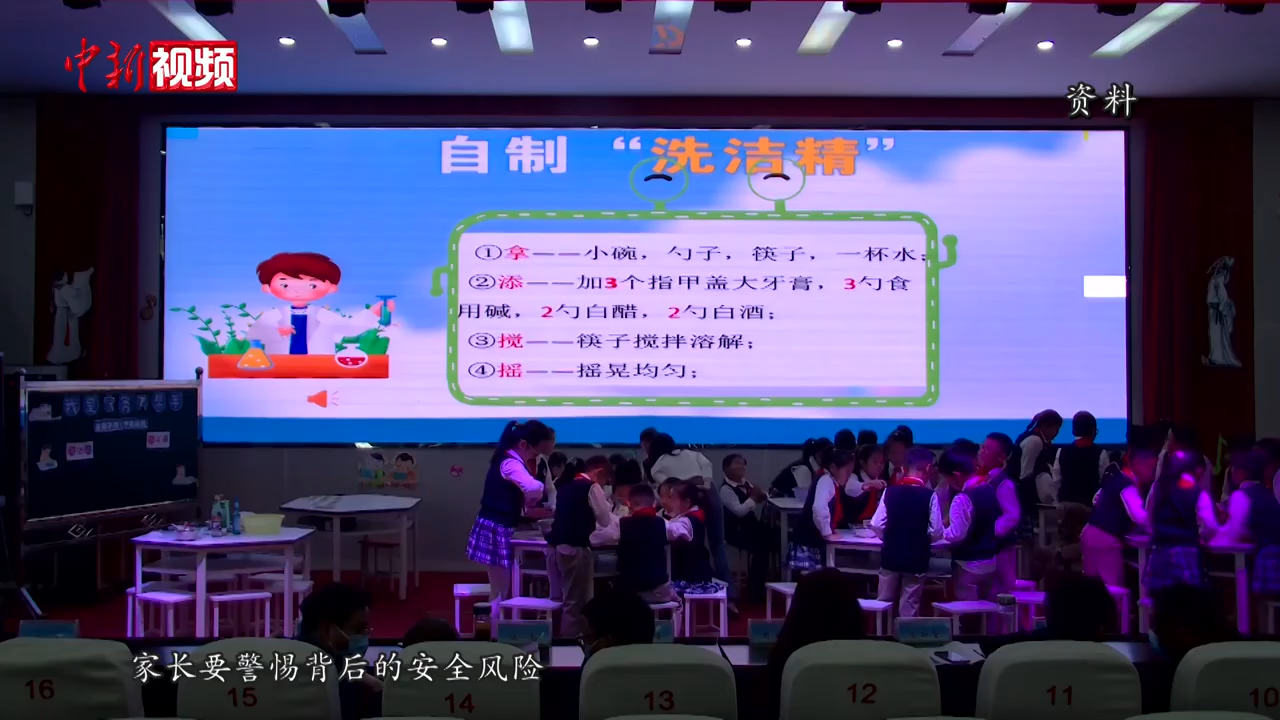 中新视频
资料
自制“洗洁精”
①拿——小碗，勺子，筷子，一杯水；
②添——加3个指甲盖大牙膏，3勺食
用碱，2勺白醋，2勺白酒；
③搅——筷子搅拌溶解；
④摇——摇晃均匀；
家长要警惕背后的安全风险
16
15
14
13
12
11
10